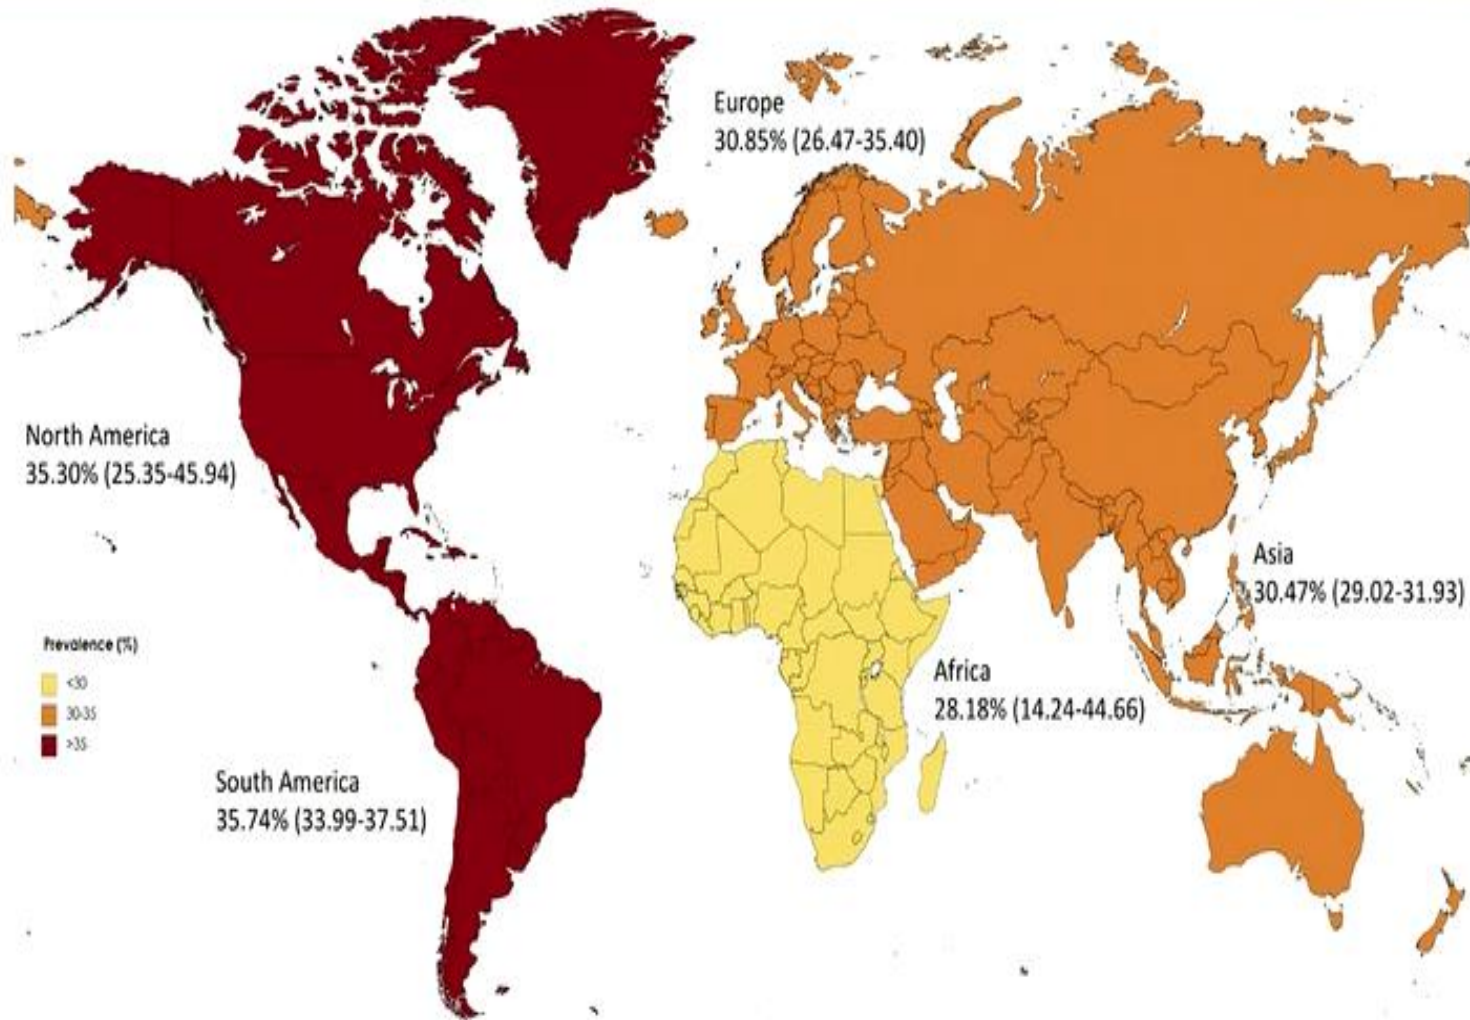 Europe
30.85% (26.47-35.40)
North America
35.30% (25.35-45.94)
Asia
30.47% (29.02-31.93)
Prevalence (%)
<30
30-35
>35
Africa
28.18% (14.24-44.66)
South America
35.74% (33.99-37.51)